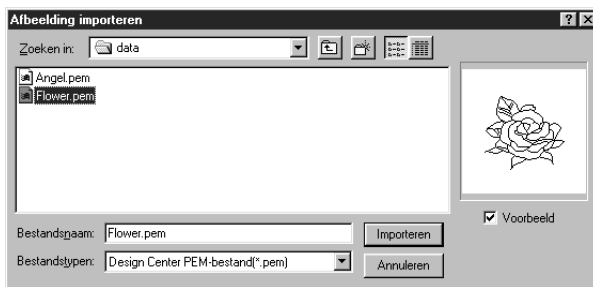 Afbeelding importeren
Zoeken in: data
Angel.pem
Flower.pem
Voorbeeld
Bestandsnaam: Flower.pem Importeren
Bestandstypen: Design Center PEM-bestand(*.pem) Annuleren